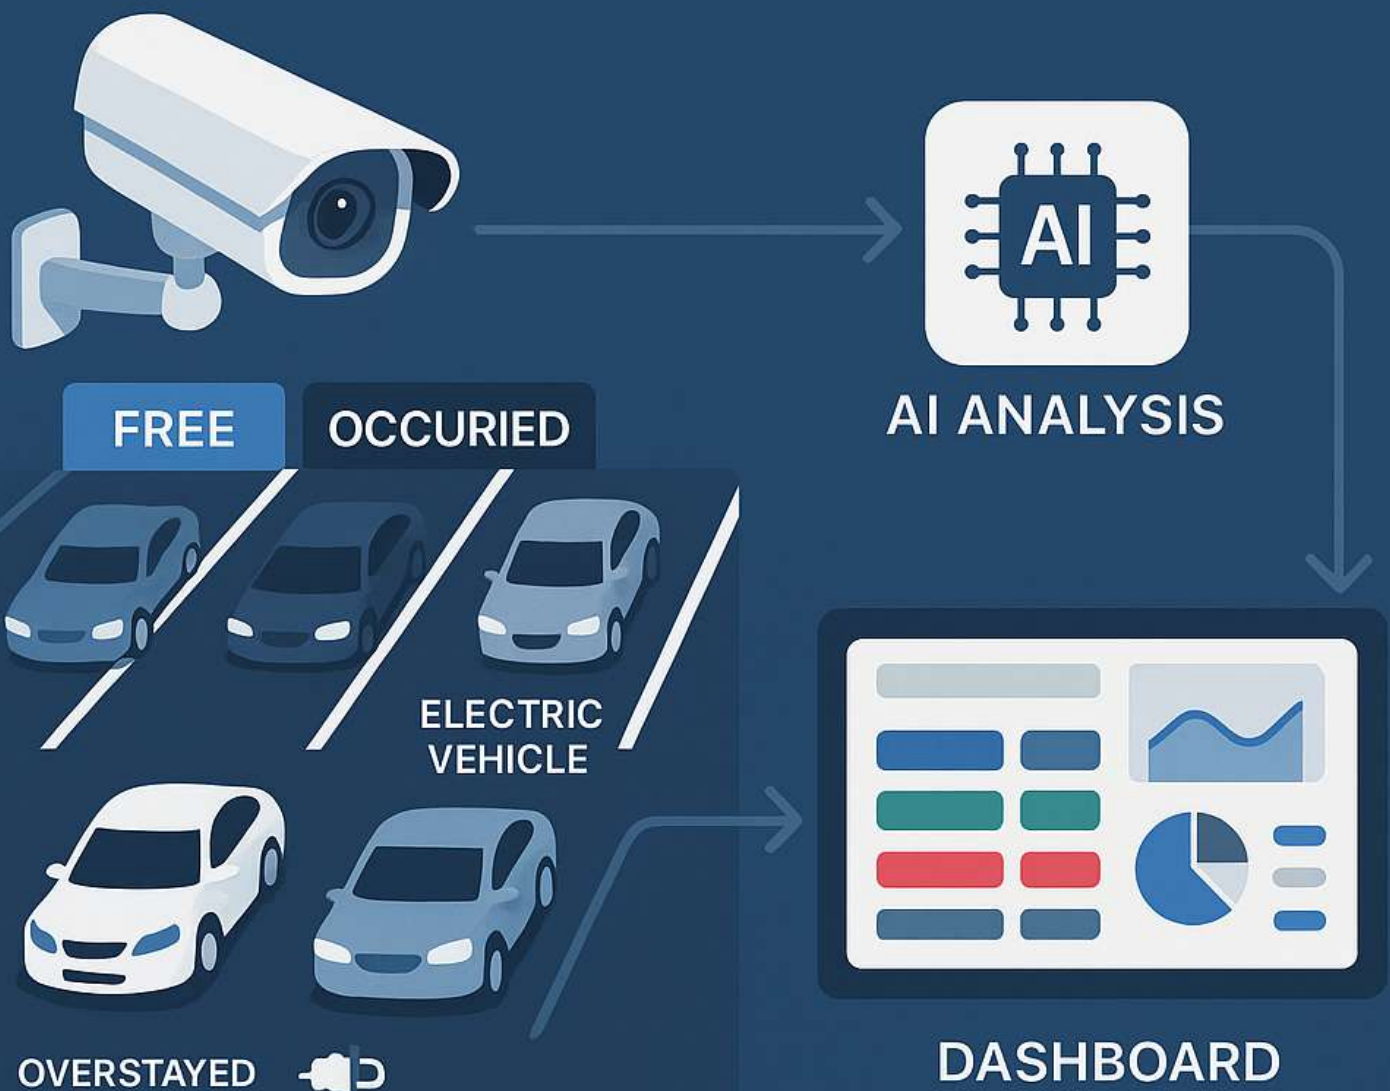 AI
AI ANALYSIS
FREE
OCCURIED
ELECTRIC
VEHICLE
OVERSTAYED
DASHBOARD